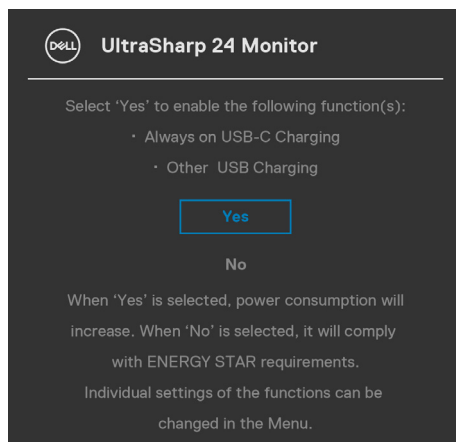 DELL UltraSharp 24 Monitor
Select ‘Yes’ to enable the following function(s):
· Always on USB-C Charging
· Other USB Charging
Yes
No
When ‘Yes’ is selected, power consumption will
increase. When ‘No’ is selected, it will comply
with ENERGY STAR requirements.
Individual settings of the functions can be
changed in the Menu.